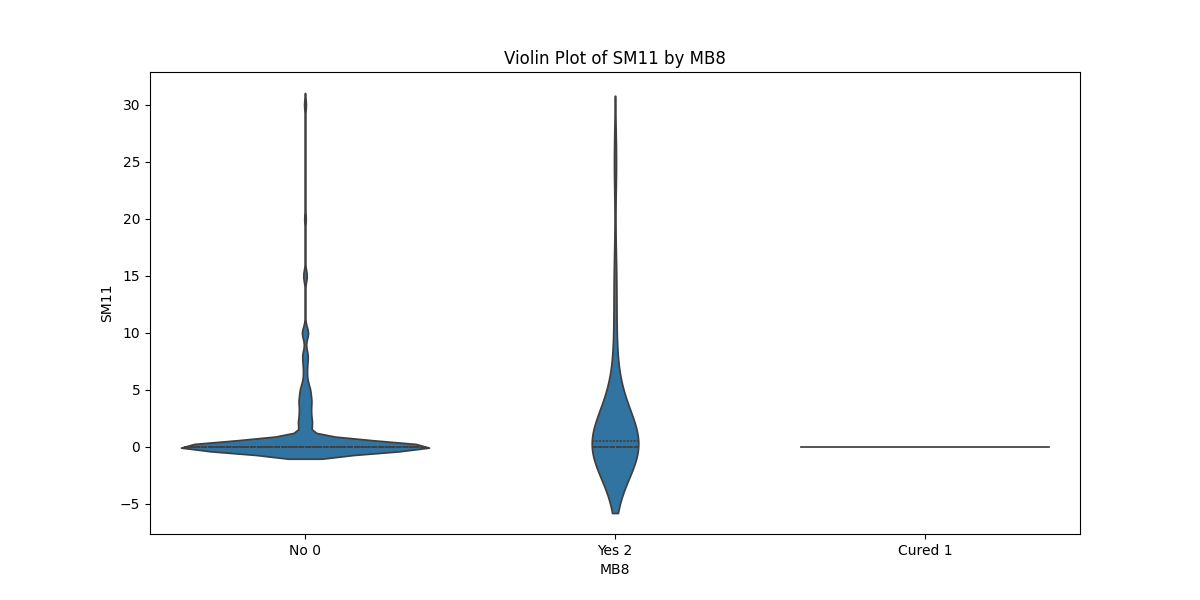 Violin Plot of SM11 by MB8
SM11
30
25
20
15
10
5
0
−5
No 0
Yes 2
Cured 1
MB8